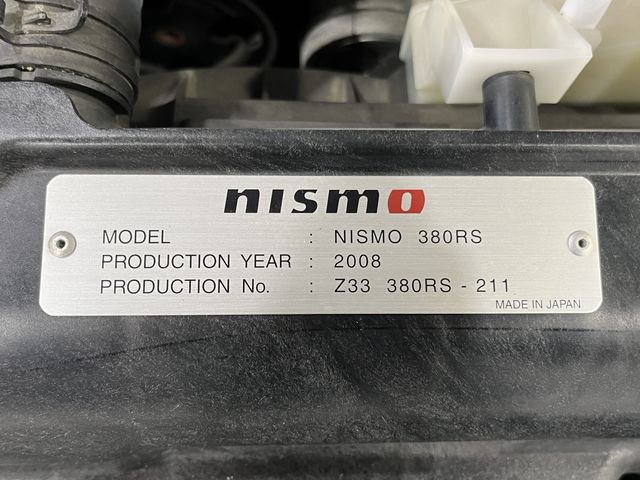 nismo
MODEL : NISMO 380RS
PRODUCTION YEAR : 2008
PRODUCTION No. : Z33 380RS - 211
MADE IN JAPAN